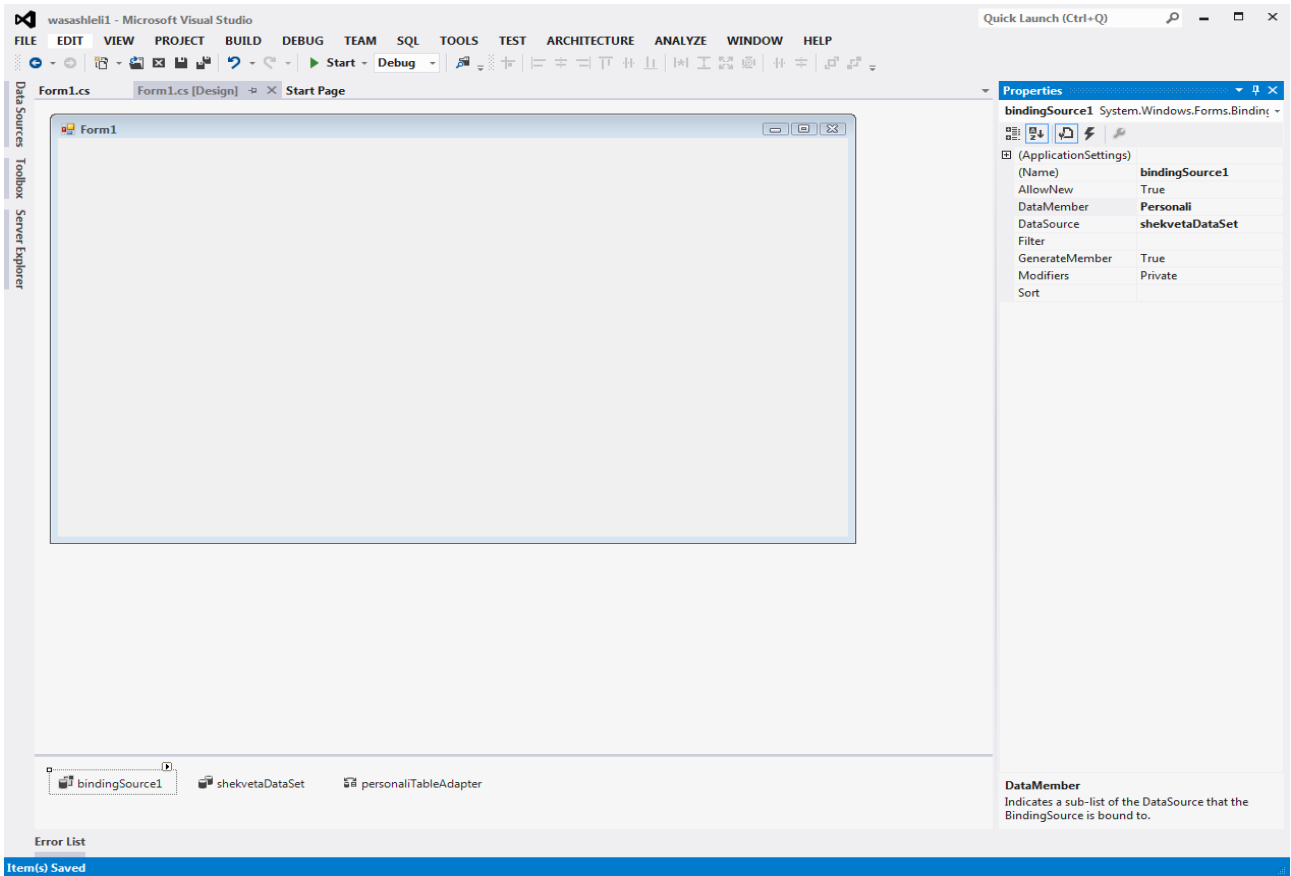 wasashleli1 - Microsoft Visual Studio
Quick Launch (Ctrl+Q)
FILE EDIT VIEW PROJECT BUILD DEBUG TEAM SQL TOOLS TEST ARCHITECTURE ANALYZE WINDOW HELP
Start Debug
Data Sources
Toolbox
Server Explorer
Form1.cs Form1.cs [Design] Start Page
Form1
bindingSource1 shekvetaDataSet personaliTableAdapter
Error List
Properties
bindingSource1 System.Windows.Forms.Binding
(ApplicationSettings)
(Name) bindingSource1
AllowNew True
DataMember Personali
DataSource shekvetaDataSet
Filter
GenerateMember True
Modifiers Private
Sort
DataMember
Indicates a sub-list of the DataSource that the
BindingSource is bound to.
Item(s) Saved